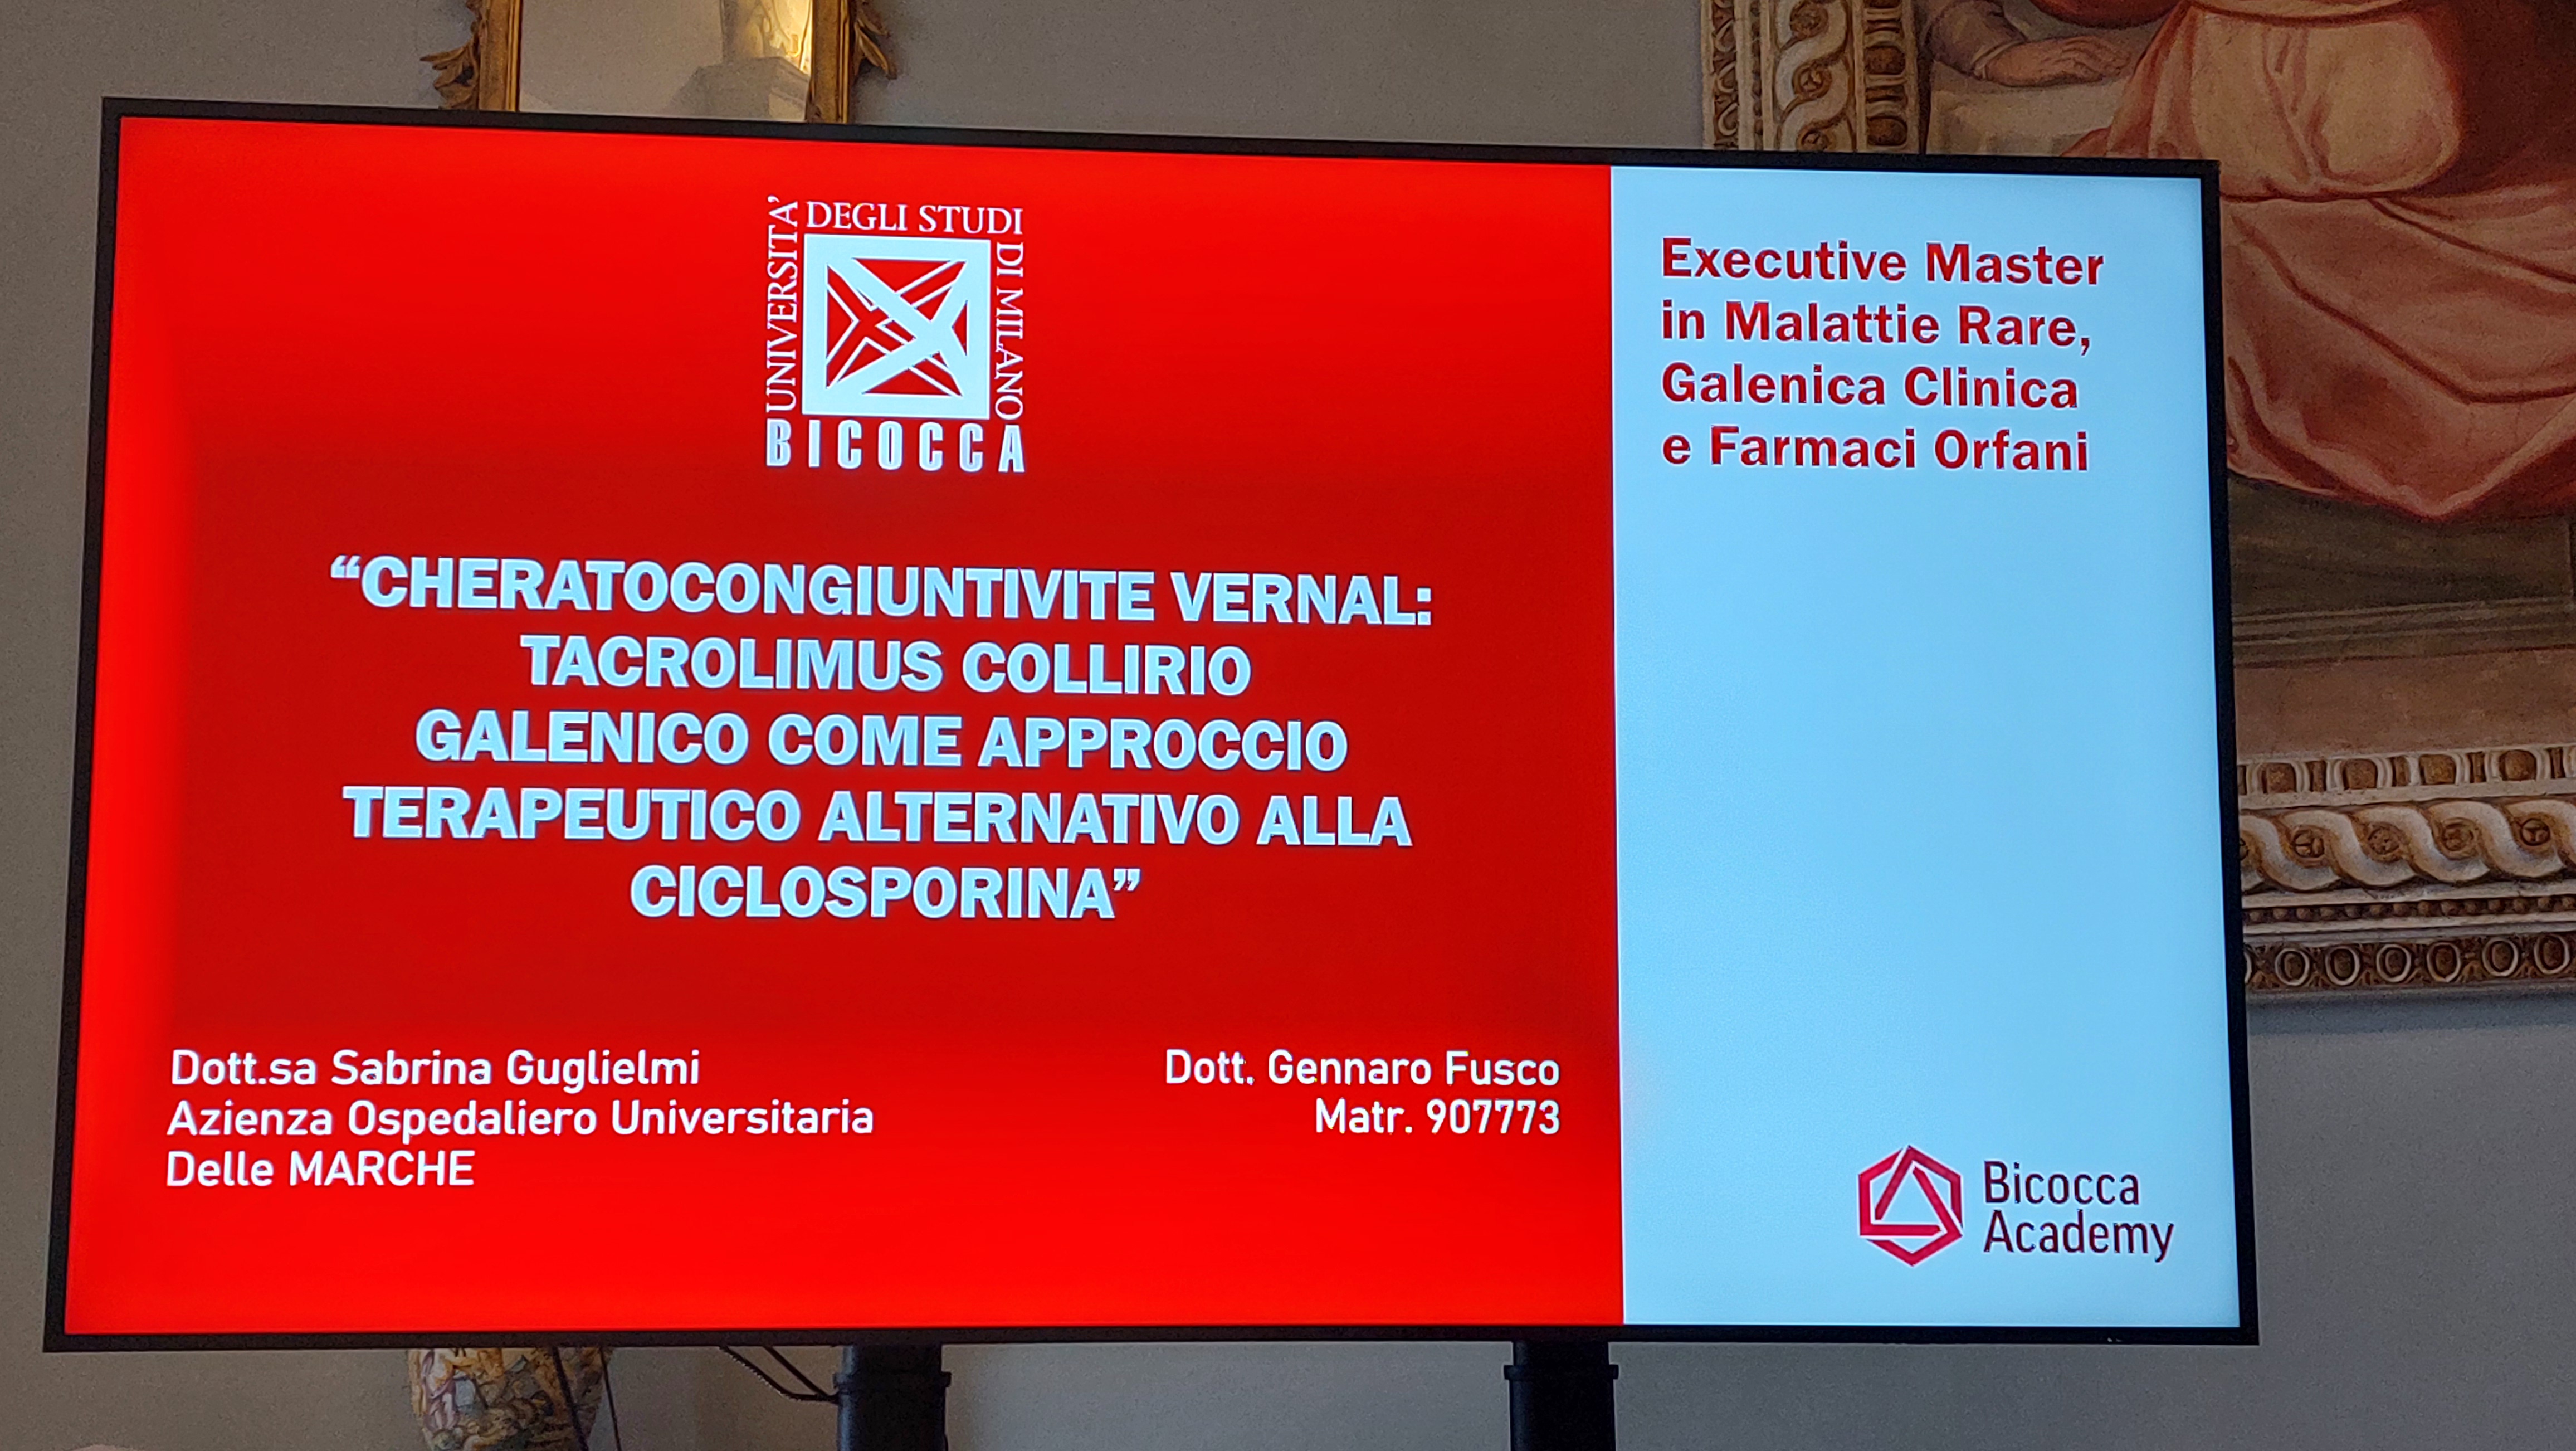 UNIVERSITA' DEGLI STUDI DI MILANO
BICOCCA
“CHERATOCONGIUNTIVITE VERNAL:
TACROLIMUS COLLIRIO
GALENICO COME APPROCCIO
TERAPEUTICO ALTERNATIVO ALLA
CICLOSPORINA”
Dott.sa Sabrina Guglielmi
Azienza Ospedaliero Universitaria
Delle MARCHE
Dott. Gennaro Fusco
Matr. 907773
Executive Master
in Malattie Rare,
Galenica Clinica
e Farmaci Orfani
Bicocca
Academy